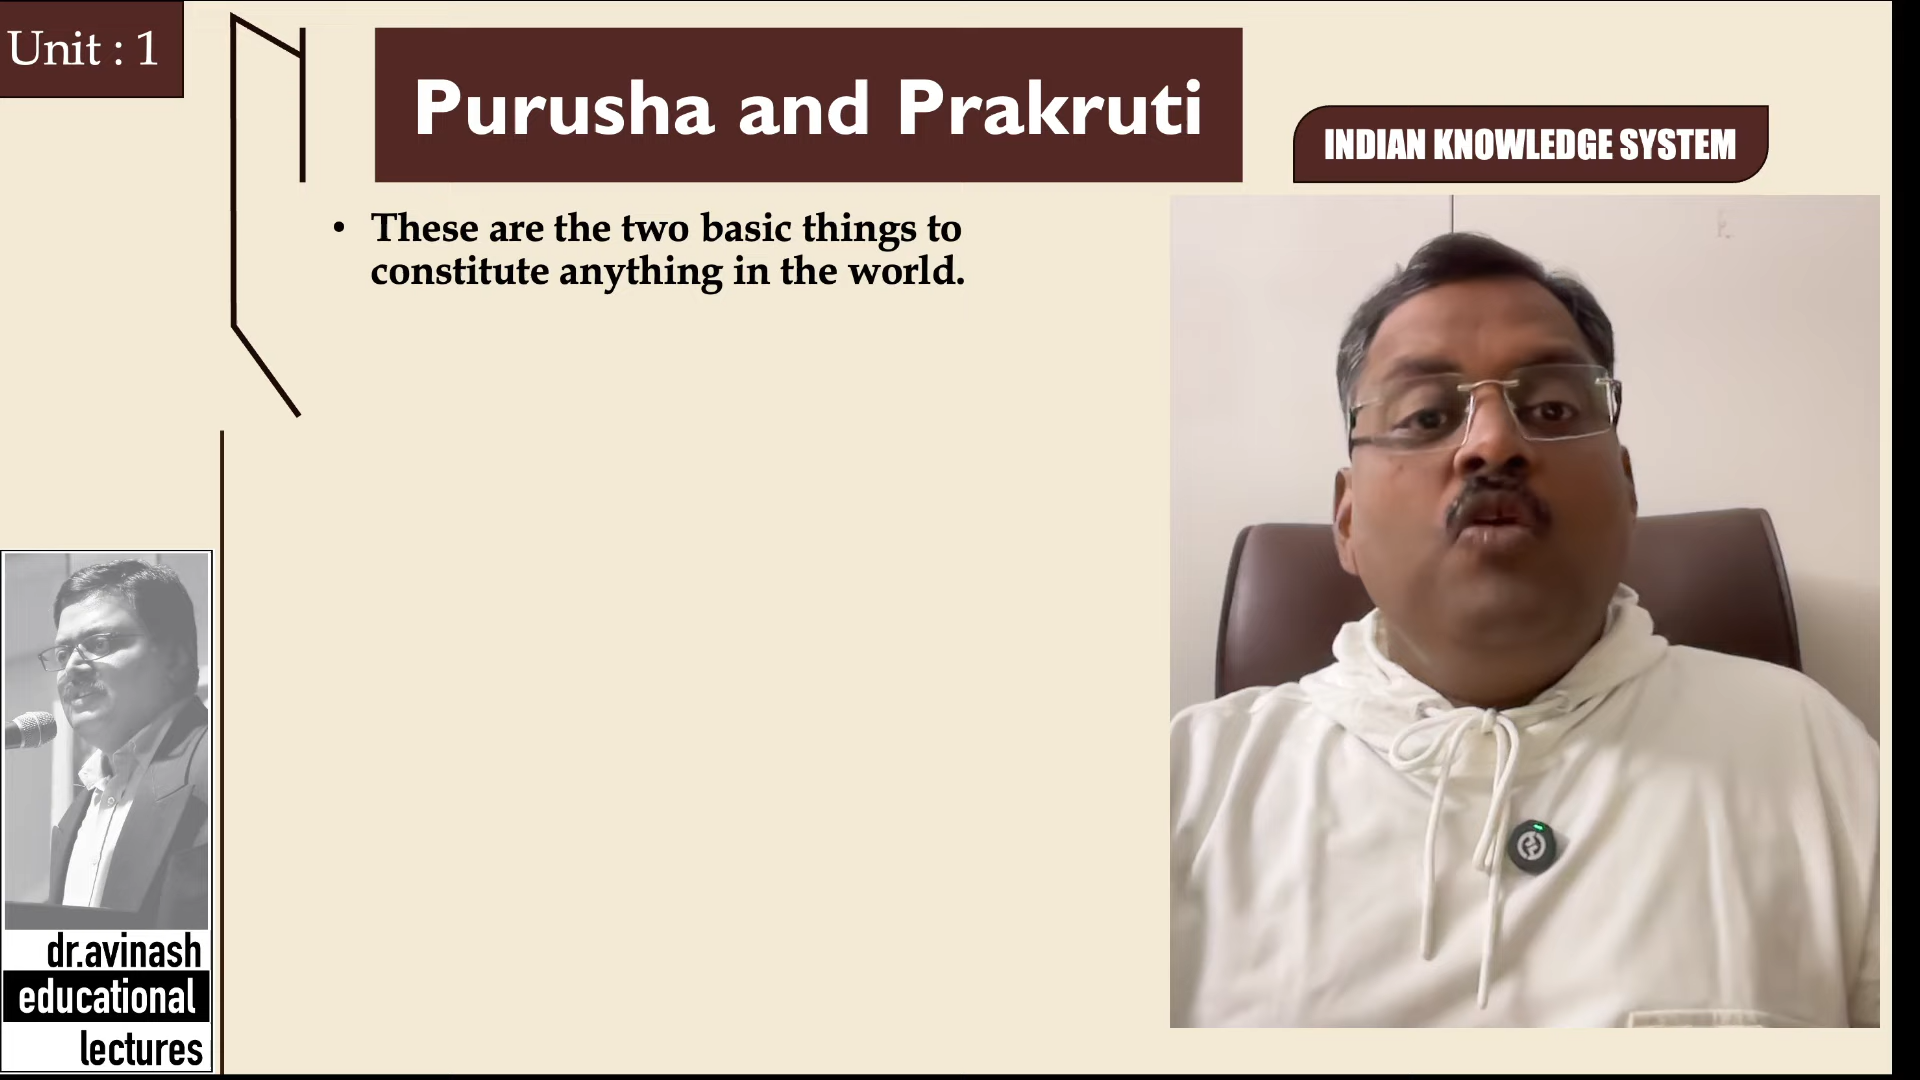 Unit : 1
Purusha and Prakruti
INDIAN KNOWLEDGE SYSTEM
• These are the two basic things to
constitute anything in the world.
dr.avinash
educational
lectures